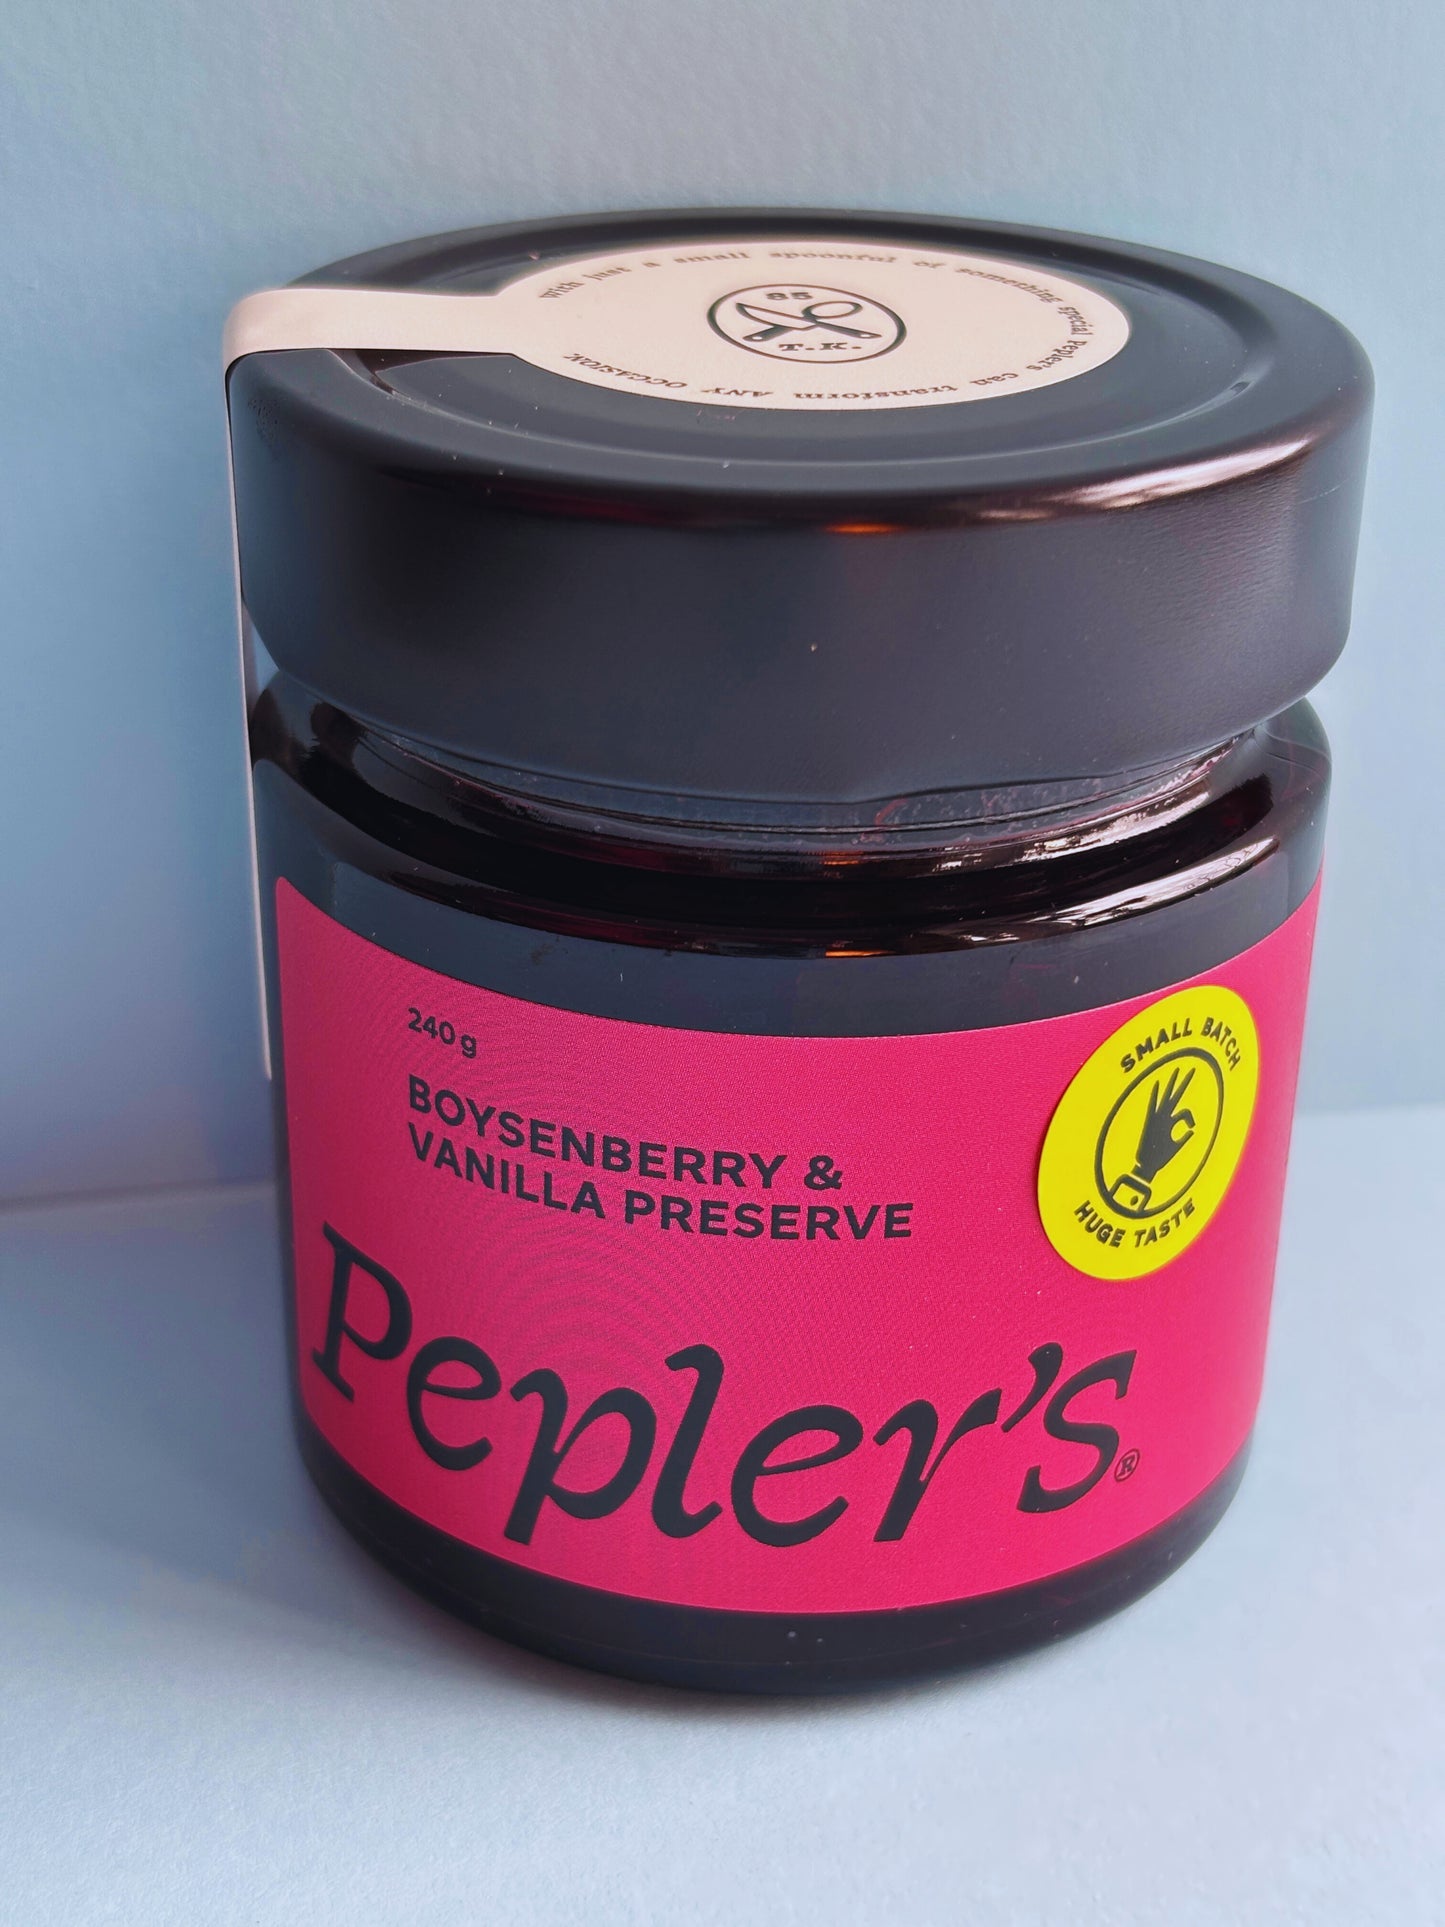 with just a small spoonful of something special Pepler's can transform ANY OCCASION
85
T.K.
240 g
BOYSENBERRY &
VANILLA PRESERVE
Pepler's®
SMALL BATCH
HUGE TASTE